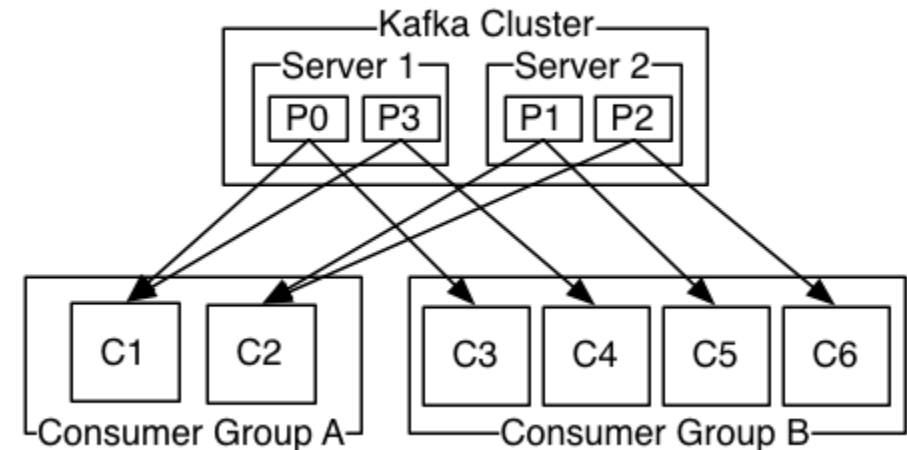 Kafka Cluster
Server 1 Server 2
P0 P3 P1 P2
C1 C2 C3 C4 C5 C6
Consumer Group A Consumer Group B